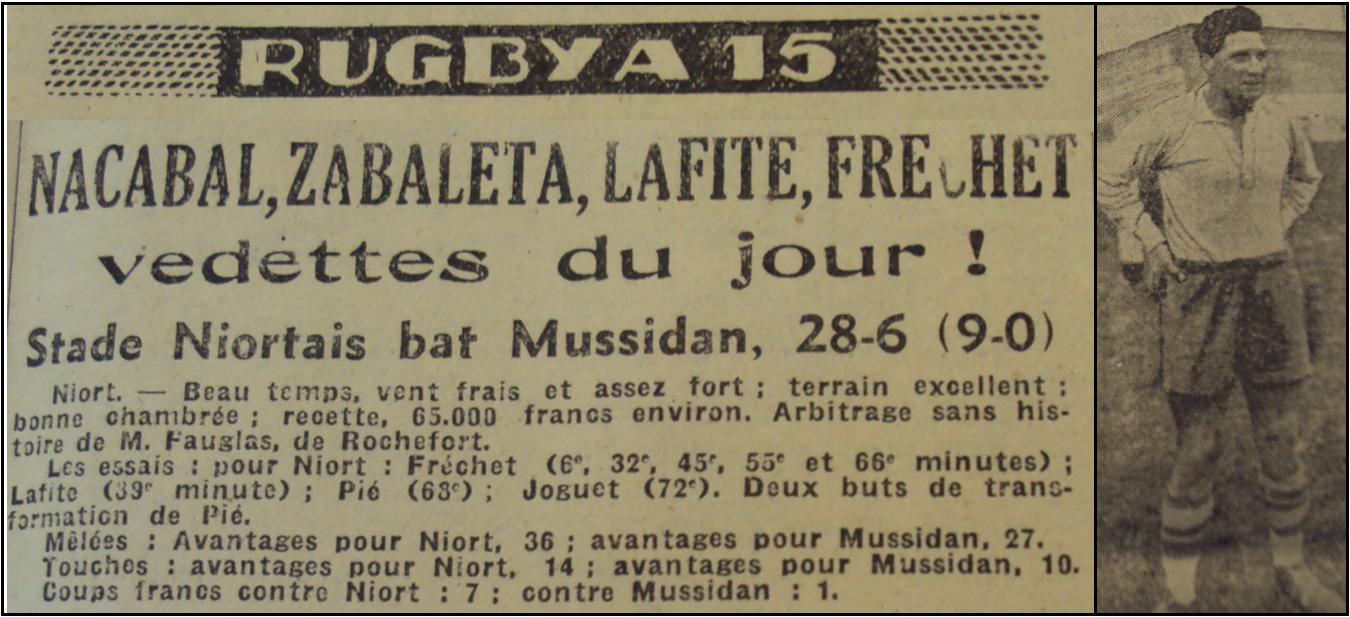 RUGBY A 15
NACABAL, ZABALETA, LAFITE, FRECHET
vedettes du jour !
Stade Niortais bat Mussidan, 28-6 (9-0)
Niort. — Beau temps, vent frais et assez fort ; terrain excellent ;
bonne chambrée ; recette, 65.000 francs environ. Arbitrage sans his-
toire de M. Fauglas, de Rochefort.
Les essais : pour Niort : Fréchet (6e, 32e, 45e, 55e et 66e minutes) ;
Lafite (39e minute) ; Pié (68e) ; Joguet (72e). Deux buts de trans-
formation de Pié.
Mêlées : Avantages pour Niort, 36 ; avantages pour Mussidan, 27.
Touches : avantages pour Niort, 14 ; avantages pour Mussidan, 10.
Coups francs contre Niort : 7 ; contre Mussidan : 1.